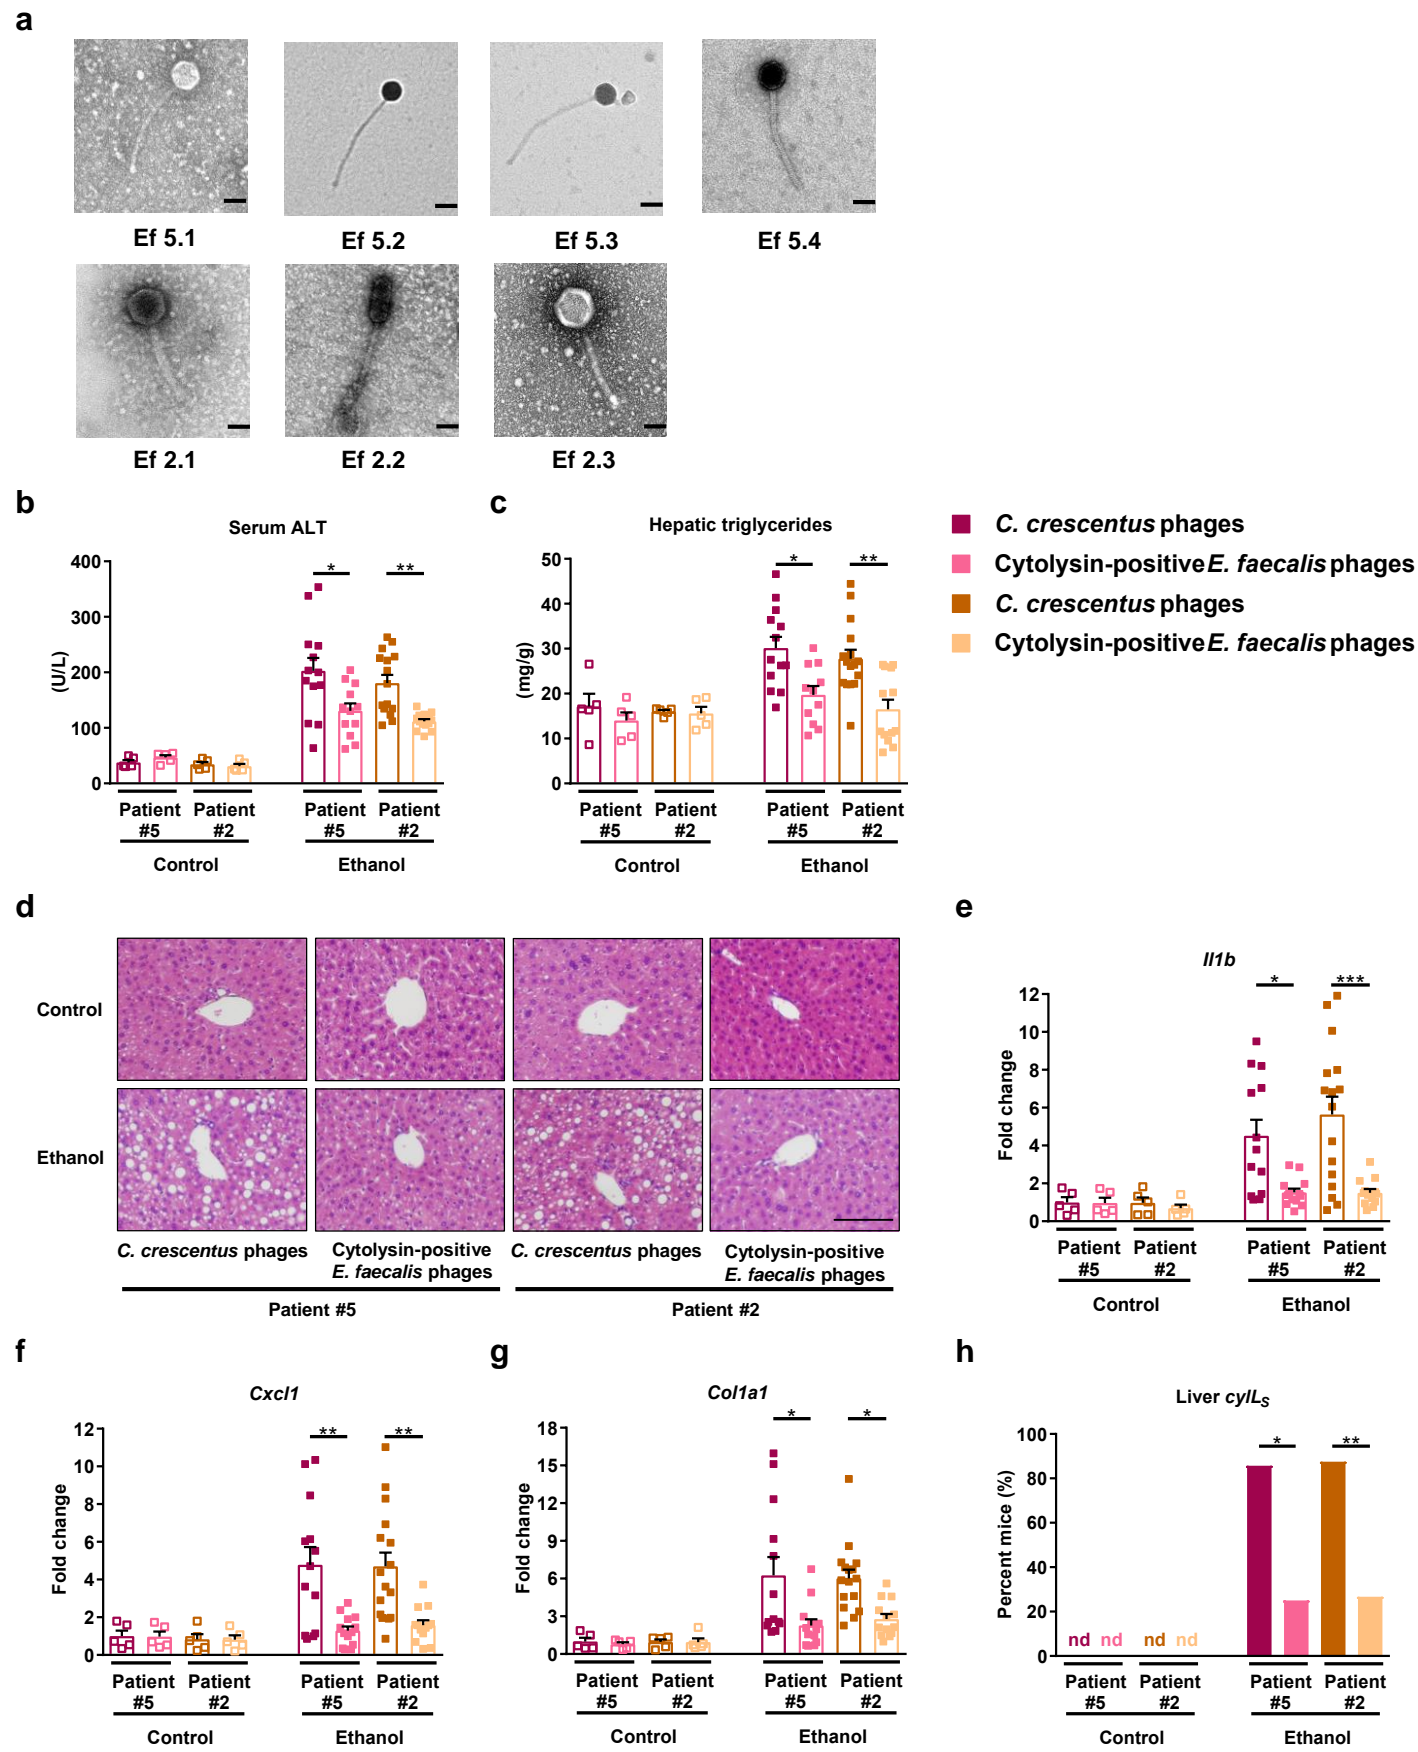 a
Ef 5.1
Ef 5.2
Ef 5.3
Ef 5.4
Ef 2.1
Ef 2.2
Ef 2.3
b
Serum ALT
(U/L)
400
300
200
100
0
* **
Patient #5
Patient #2
Patient #5
Patient #2
Control
Ethanol
c
Hepatic triglycerides
(mg/g)
50
40
30
20
10
0
* **
Patient #5
Patient #2
Patient #5
Patient #2
Control
Ethanol
C. crescentus phages
Cytolysin-positive E. faecalis phages
C. crescentus phages
Cytolysin-positive E. faecalis phages
d
Control
Ethanol
C. crescentus phages
Cytolysin-positive
E. faecalis phages
C. crescentus phages
Cytolysin-positive
E. faecalis phages
Patient #5
Patient #2
e
Il1b
Fold change
12
10
8
6
4
2
0
* ***
Patient #5
Patient #2
Patient #5
Patient #2
Control
Ethanol
f
Cxcl1
Fold change
12
10
8
6
4
2
0
** **
Patient #5
Patient #2
Patient #5
Patient #2
Control
Ethanol
g
Col1a1
Fold change
18
15
12
9
6
3
0
* *
Patient #5
Patient #2
Patient #5
Patient #2
Control
Ethanol
h
Liver cylLS
Percent mice (%)
100
80
60
40
20
0
* **
nd nd nd nd
Patient #5
Patient #2
Patient #5
Patient #2
Control
Ethanol